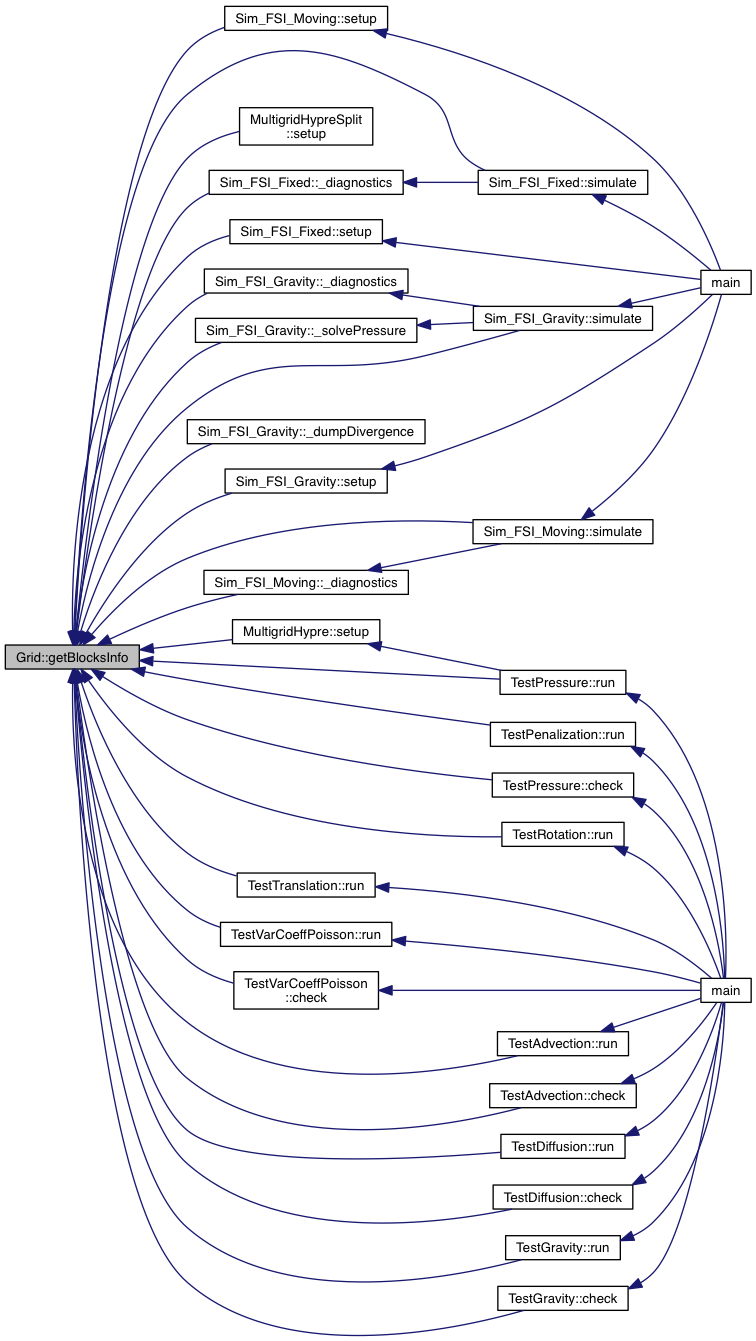 Sim_FSI_Moving::setup
MultigridHypreSplit
::setup
Sim_FSI_Fixed::_diagnostics
Sim_FSI_Fixed::simulate
Sim_FSI_Fixed::setup
Sim_FSI_Gravity::_diagnostics
main
Sim_FSI_Gravity::simulate
Sim_FSI_Gravity::_solvePressure
Sim_FSI_Gravity::_dumpDivergence
Sim_FSI_Gravity::setup
Sim_FSI_Moving::simulate
Sim_FSI_Moving::_diagnostics
MultigridHypre::setup
Grid::getBlocksInfo
TestPressure::run
TestPenalization::run
TestPressure::check
TestRotation::run
TestTranslation::run
TestVarCoeffPoisson::run
TestVarCoeffPoisson
::check
main
TestAdvection::run
TestAdvection::check
TestDiffusion::run
TestDiffusion::check
TestGravity::run
TestGravity::check